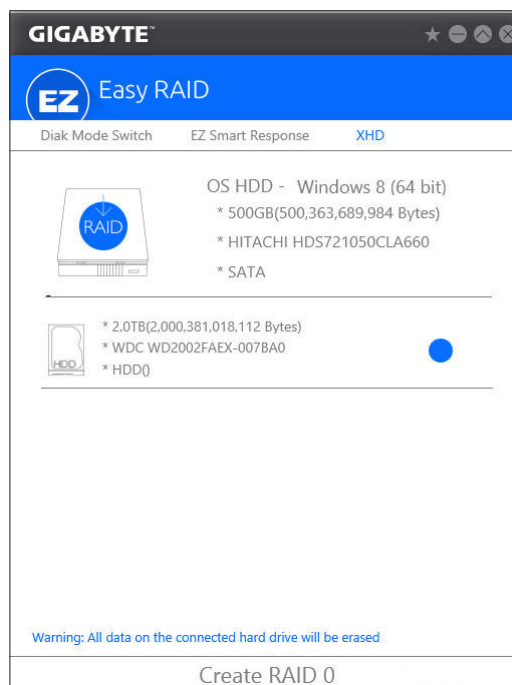 GIGABYTE™
EZ Easy RAID
Diak Mode Switch EZ Smart Response XHD
OS HDD - Windows 8 (64 bit)
* 500GB(500,363,689,984 Bytes)
RAID
* HITACHI HDS721050CLA660
* SATA
* 2.0TB(2,000,381,018,112 Bytes)
* WDC WD2002FAEX-007BA0
HDD
* HDD()
Warning: All data on the connected hard drive will be erased
Create RAID 0